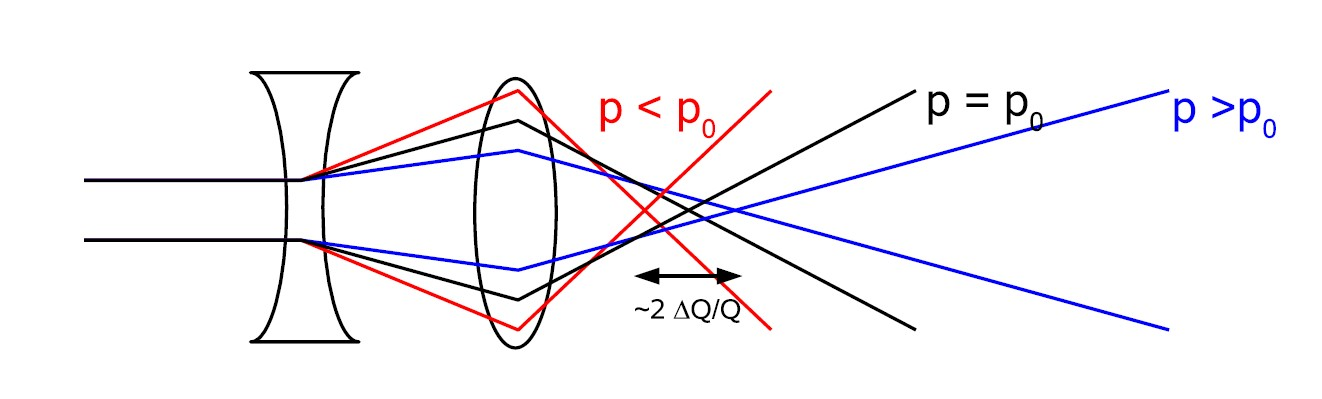 p < p₀
p = p₀
p >p₀
~2 ΔQ/Q